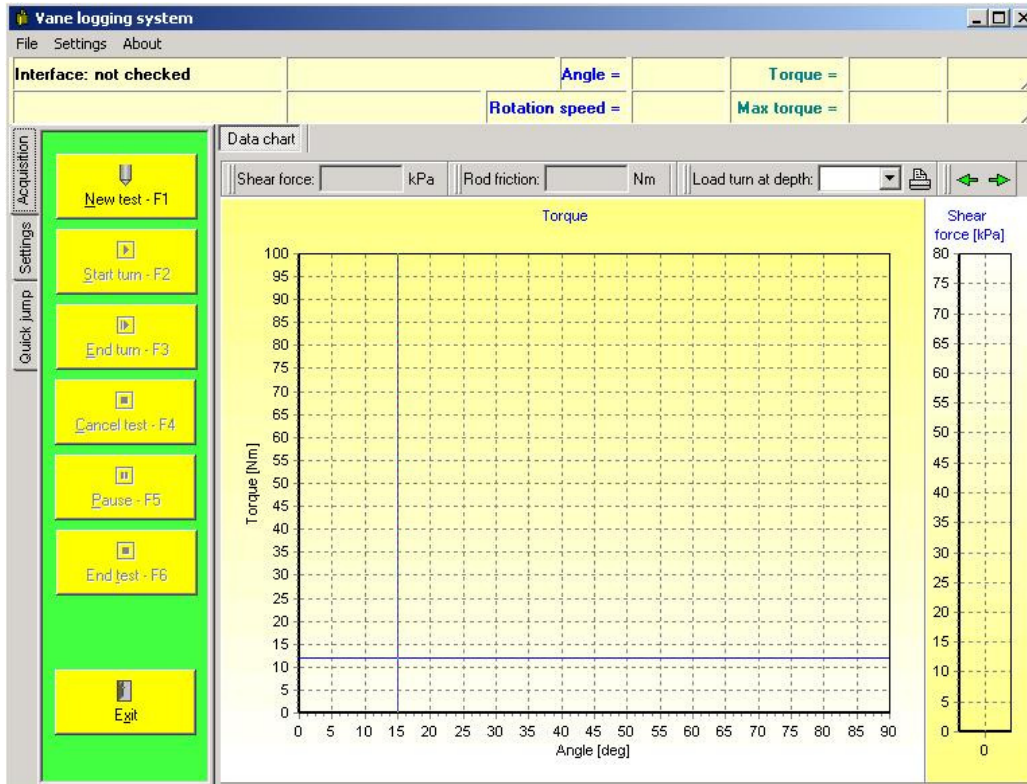 Vane logging system
File Settings About
Interface: not checked Angle = Torque =
Rotation speed = Max torque =
Acquisition
Settings
Quick jump
New test - F1
Start turn - F2
End turn - F3
Cancel test - F4
Pause - F5
End test - F6
Exit
Data chart
Shear force: kPa Rod friction: Nm Load turn at depth:
Torque
Torque [Nm]
100
95
90
85
80
75
70
65
60
55
50
45
40
35
30
25
20
15
10
5
0
0 5 10 15 20 25 30 35 40 45 50 55 60 65 70 75 80 85 90
Angle [deg]
Shear
force [kPa]
80
75
70
65
60
55
50
45
40
35
30
25
20
15
10
5
0
0